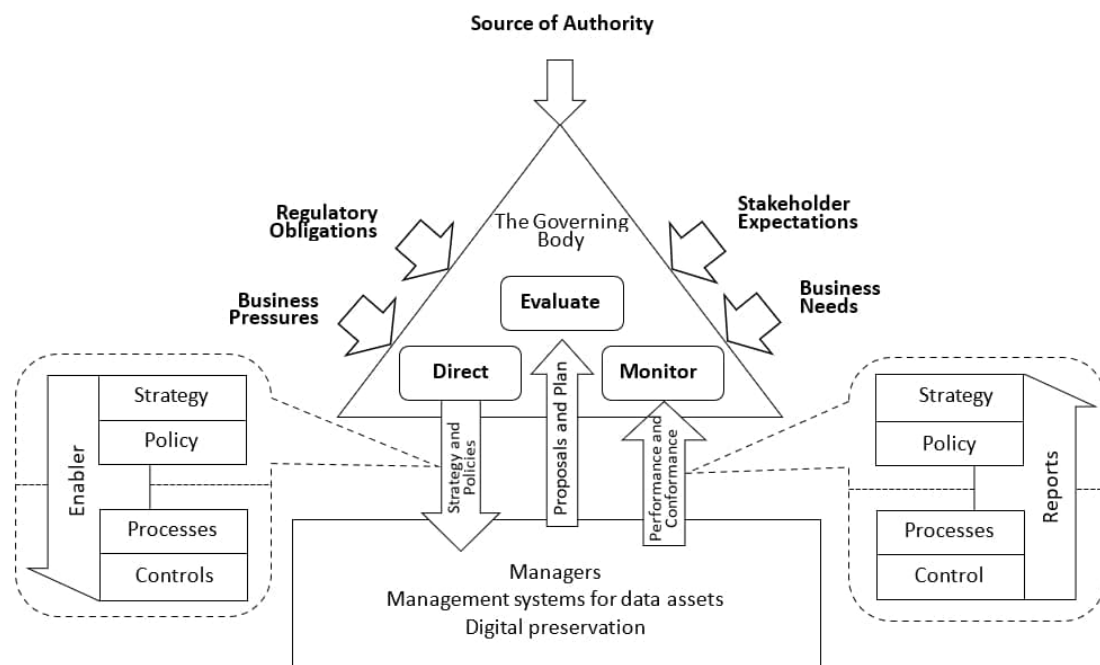 Source of Authority
Regulatory
Obligations
Stakeholder
Expectations
The Governing
Body
Business
Pressures
Business
Needs
Evaluate
Direct
Monitor
Enabler
Strategy
Policy
Processes
Controls
Strategy and
Policies
Proposals and Plan
Performance and
Conformance
Strategy
Policy
Processes
Control
Reports
Managers
Management systems for data assets
Digital preservation